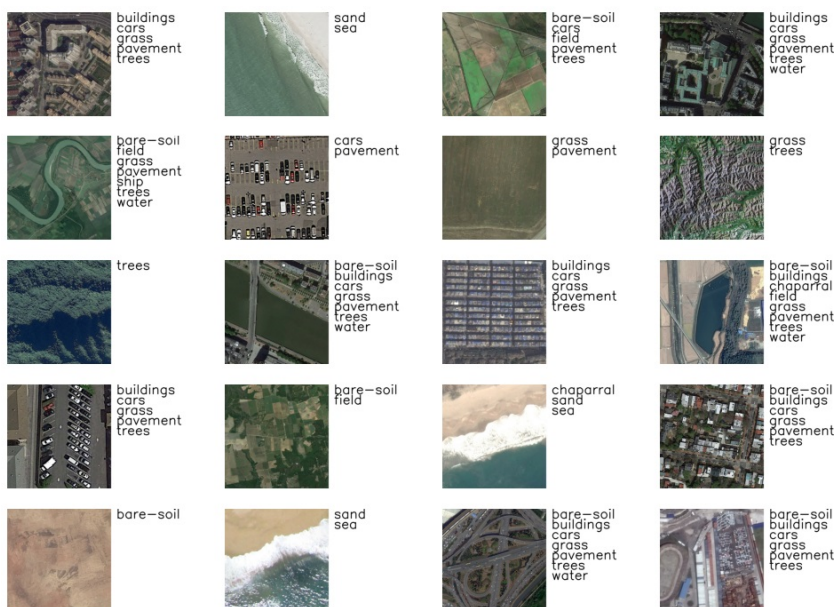 buildings
cars
grass
pavement
trees
sand
sea
bare-soil
cars
field
pavement
trees
buildings
cars
grass
pavement
trees
water
bare-soil
field
grass
pavement
ship
trees
water
cars
pavement
grass
pavement
grass
trees
trees
bare-soil
buildings
cars
grass
pavement
trees
water
buildings
cars
grass
pavement
trees
bare-soil
buildings
chaparral
field
grass
pavement
trees
water
buildings
cars
grass
pavement
trees
bare-soil
field
chaparral
sand
sea
bare-soil
buildings
cars
grass
pavement
trees
bare-soil
sand
sea
bare-soil
buildings
cars
grass
pavement
trees
water
bare-soil
buildings
cars
grass
pavement
trees